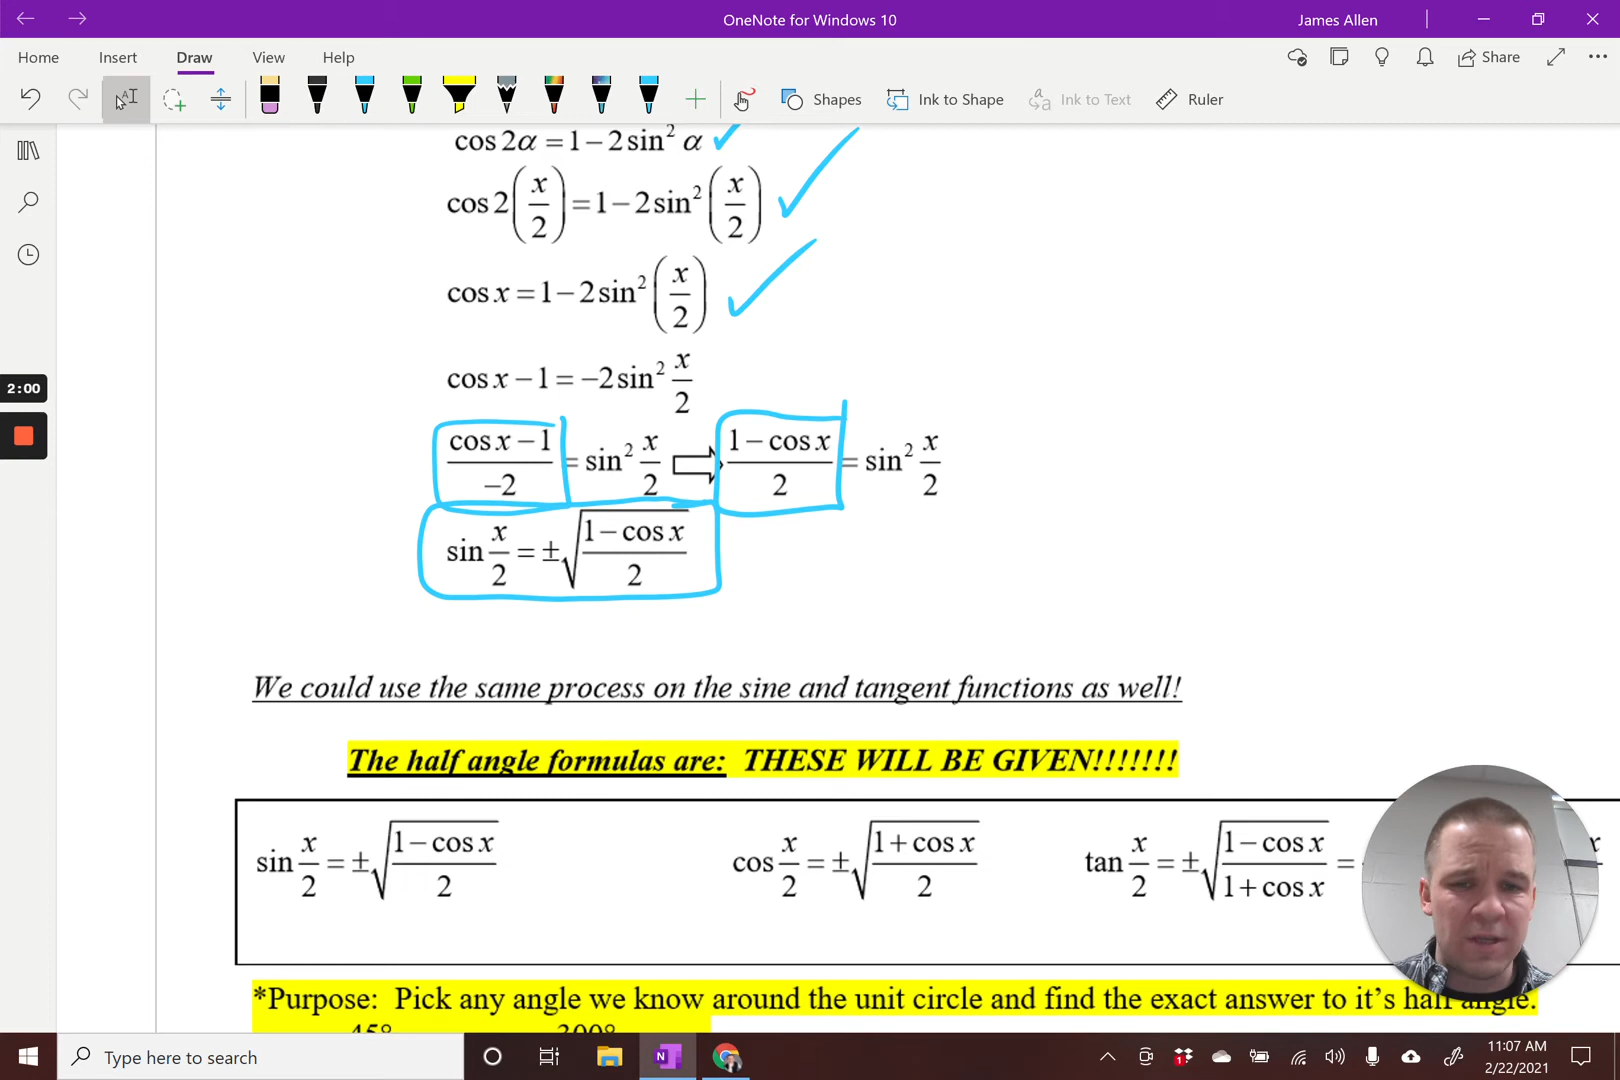 OneNote for Windows 10
James Allen
Home Insert Draw View Help
Share
Shapes Ink to Shape Ink to Text Ruler
cos 2α = 1 − 2 sin² α
cos 2(x/2) = 1 − 2 sin² (x/2)
cos x = 1 − 2 sin² (x/2)
cos x − 1 = −2 sin² x/2
2:00
(cos x − 1)/−2 = sin² x/2 ⇨ (1 − cos x)/2 = sin² x/2
sin x/2 = ±√((1 − cos x)/2)
We could use the same process on the sine and tangent functions as well!
The half angle formulas are: THESE WILL BE GIVEN!!!!!!!
sin x/2 = ±√((1 − cos x)/2) cos x/2 = ±√((1 + cos x)/2) tan x/2 = ±√((1 − cos x)/(1 + cos x)) =
*Purpose: Pick any angle we know around the unit circle and find the exact answer to it's half angle.
45° 300°
Type here to search
11:07 AM
2/22/2021